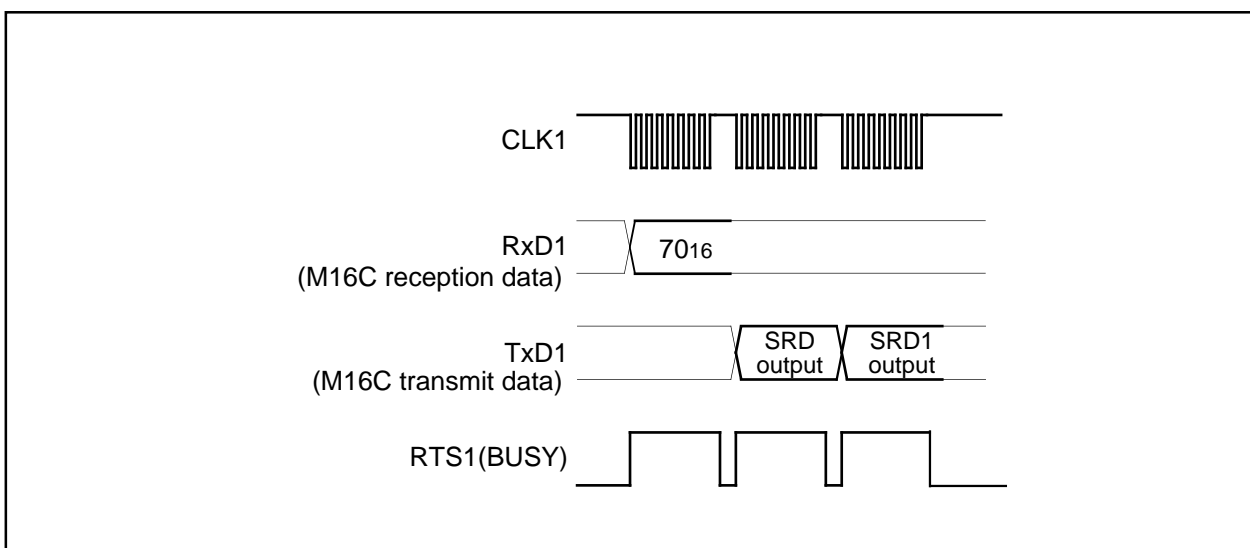 CLK1
RxD1
(M16C reception data)
7016
TxD1
(M16C transmit data)
SRD
output
SRD1
output
RTS1(BUSY)